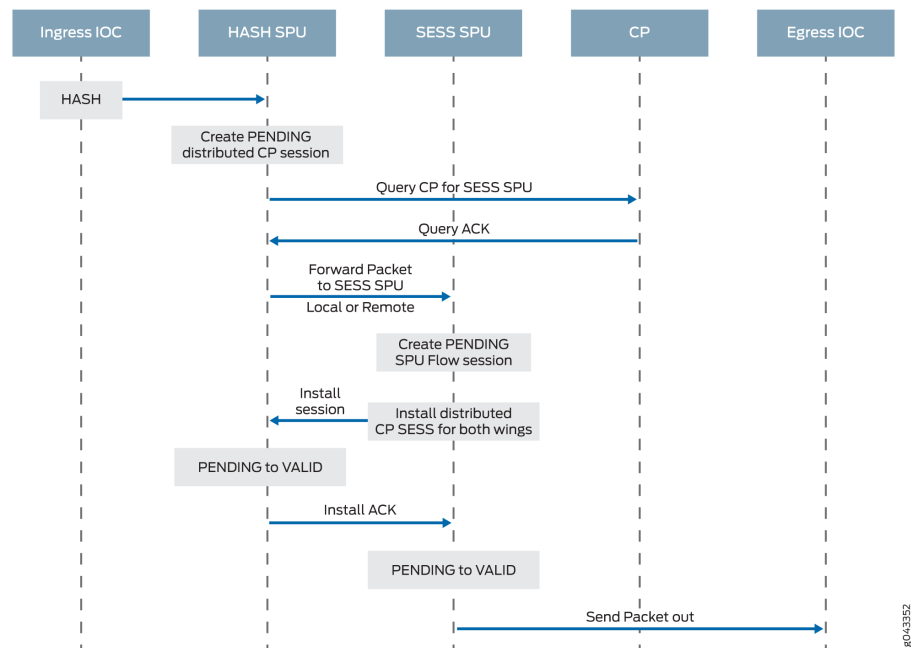 Ingress IOC
HASH SPU
SESS SPU
CP
Egress IOC
HASH
Create PENDING
distributed CP session
Query CP for SESS SPU
Query ACK
Forward Packet
to SESS SPU
Local or Remote
Create PENDING
SPU Flow session
Install
session
Install distributed
CP SESS for both wings
PENDING to VALID
Install ACK
PENDING to VALID
Send Packet out
g043352